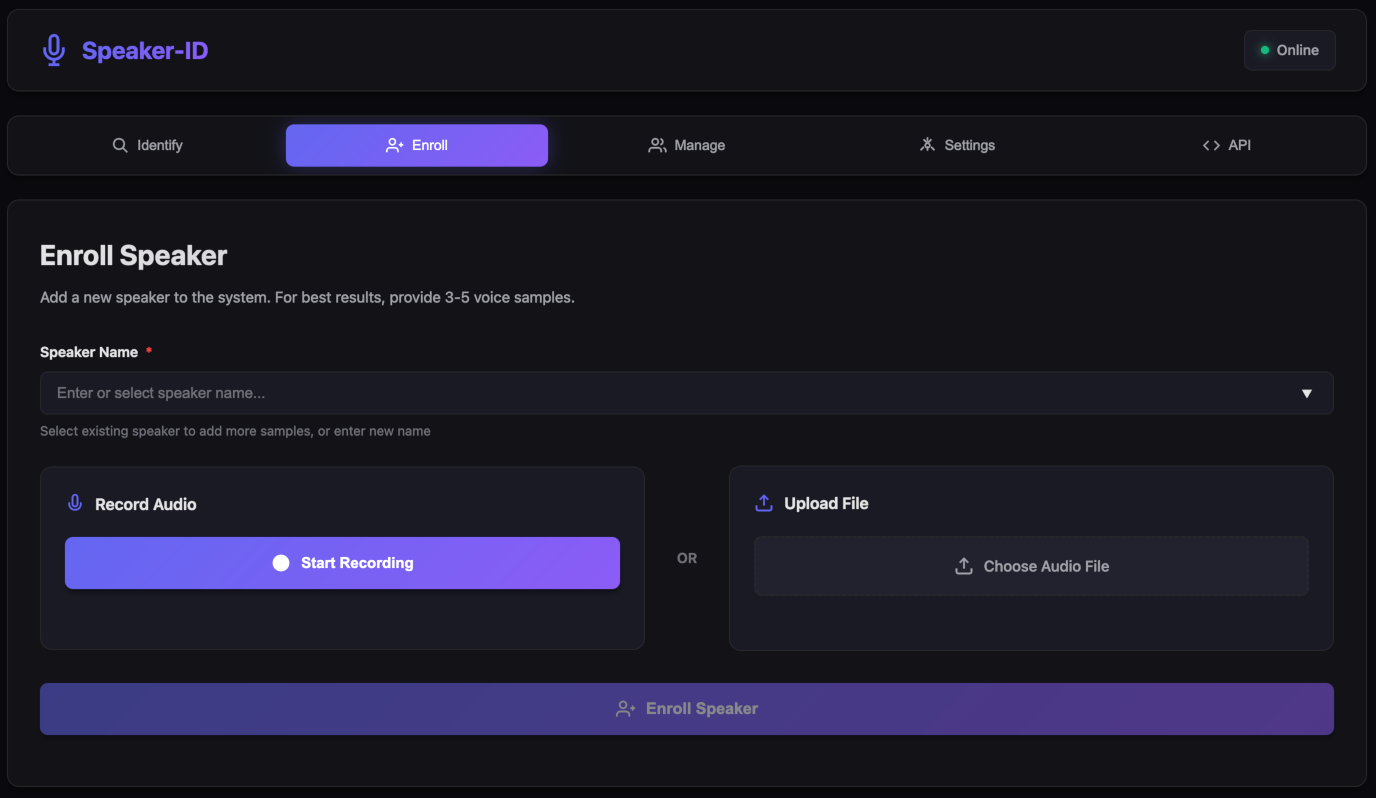 Speaker-ID
Online
Identify
Enroll
Manage
Settings
API
Enroll Speaker
Add a new speaker to the system. For best results, provide 3-5 voice samples.
Speaker Name *
Enter or select speaker name...
Select existing speaker to add more samples, or enter new name
Record Audio
Start Recording
OR
Upload File
Choose Audio File
Enroll Speaker